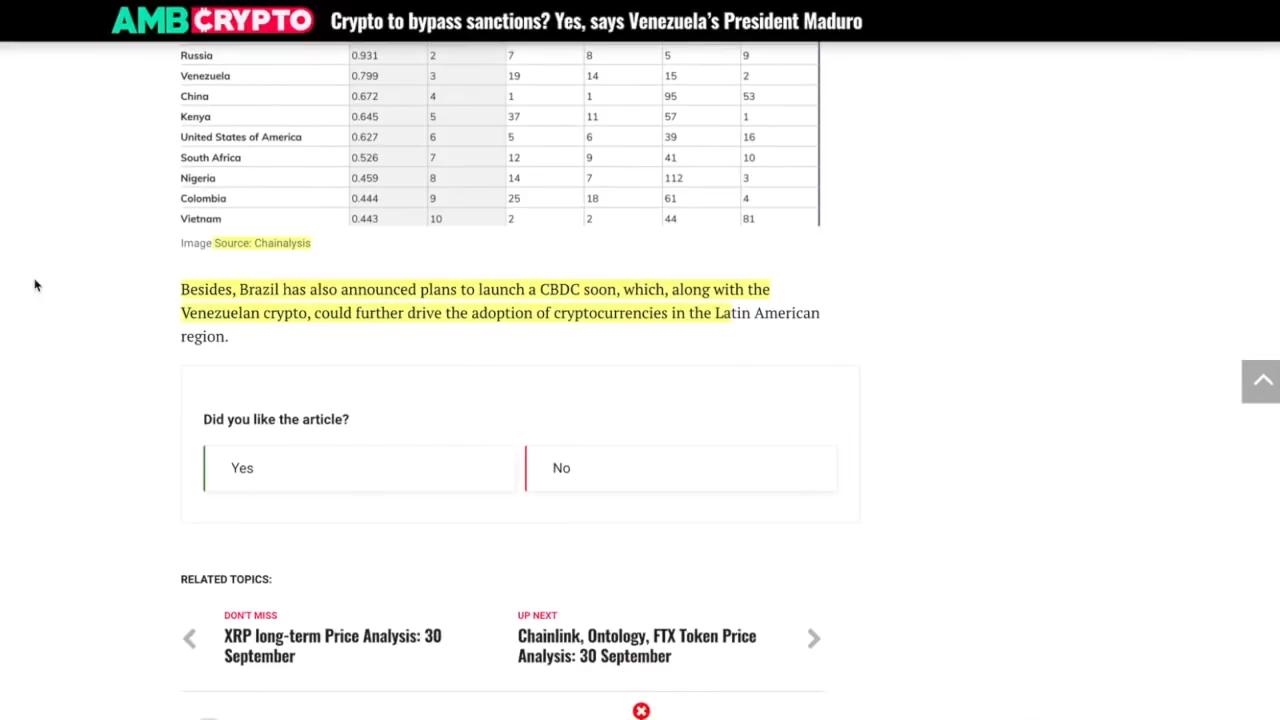 AMBCRYPTO Crypto to bypass sanctions? Yes, says Venezuela's President Maduro
Russia 0.931 2 7 8 5 9
Venezuela 0.799 3 19 14 15 2
China 0.672 4 1 1 95 53
Kenya 0.645 5 37 11 57 1
United States of America 0.627 6 5 6 39 16
South Africa 0.526 7 12 9 41 10
Nigeria 0.459 8 14 7 112 3
Colombia 0.444 9 25 18 61 4
Vietnam 0.443 10 2 2 44 81
Image Source: Chainalysis
Besides, Brazil has also announced plans to launch a CBDC soon, which, along with the
Venezuelan crypto, could further drive the adoption of cryptocurrencies in the Latin American
region.
Did you like the article?
Yes No
RELATED TOPICS:
DON'T MISS UP NEXT
XRP long-term Price Analysis: 30 Chainlink, Ontology, FTX Token Price
September Analysis: 30 September